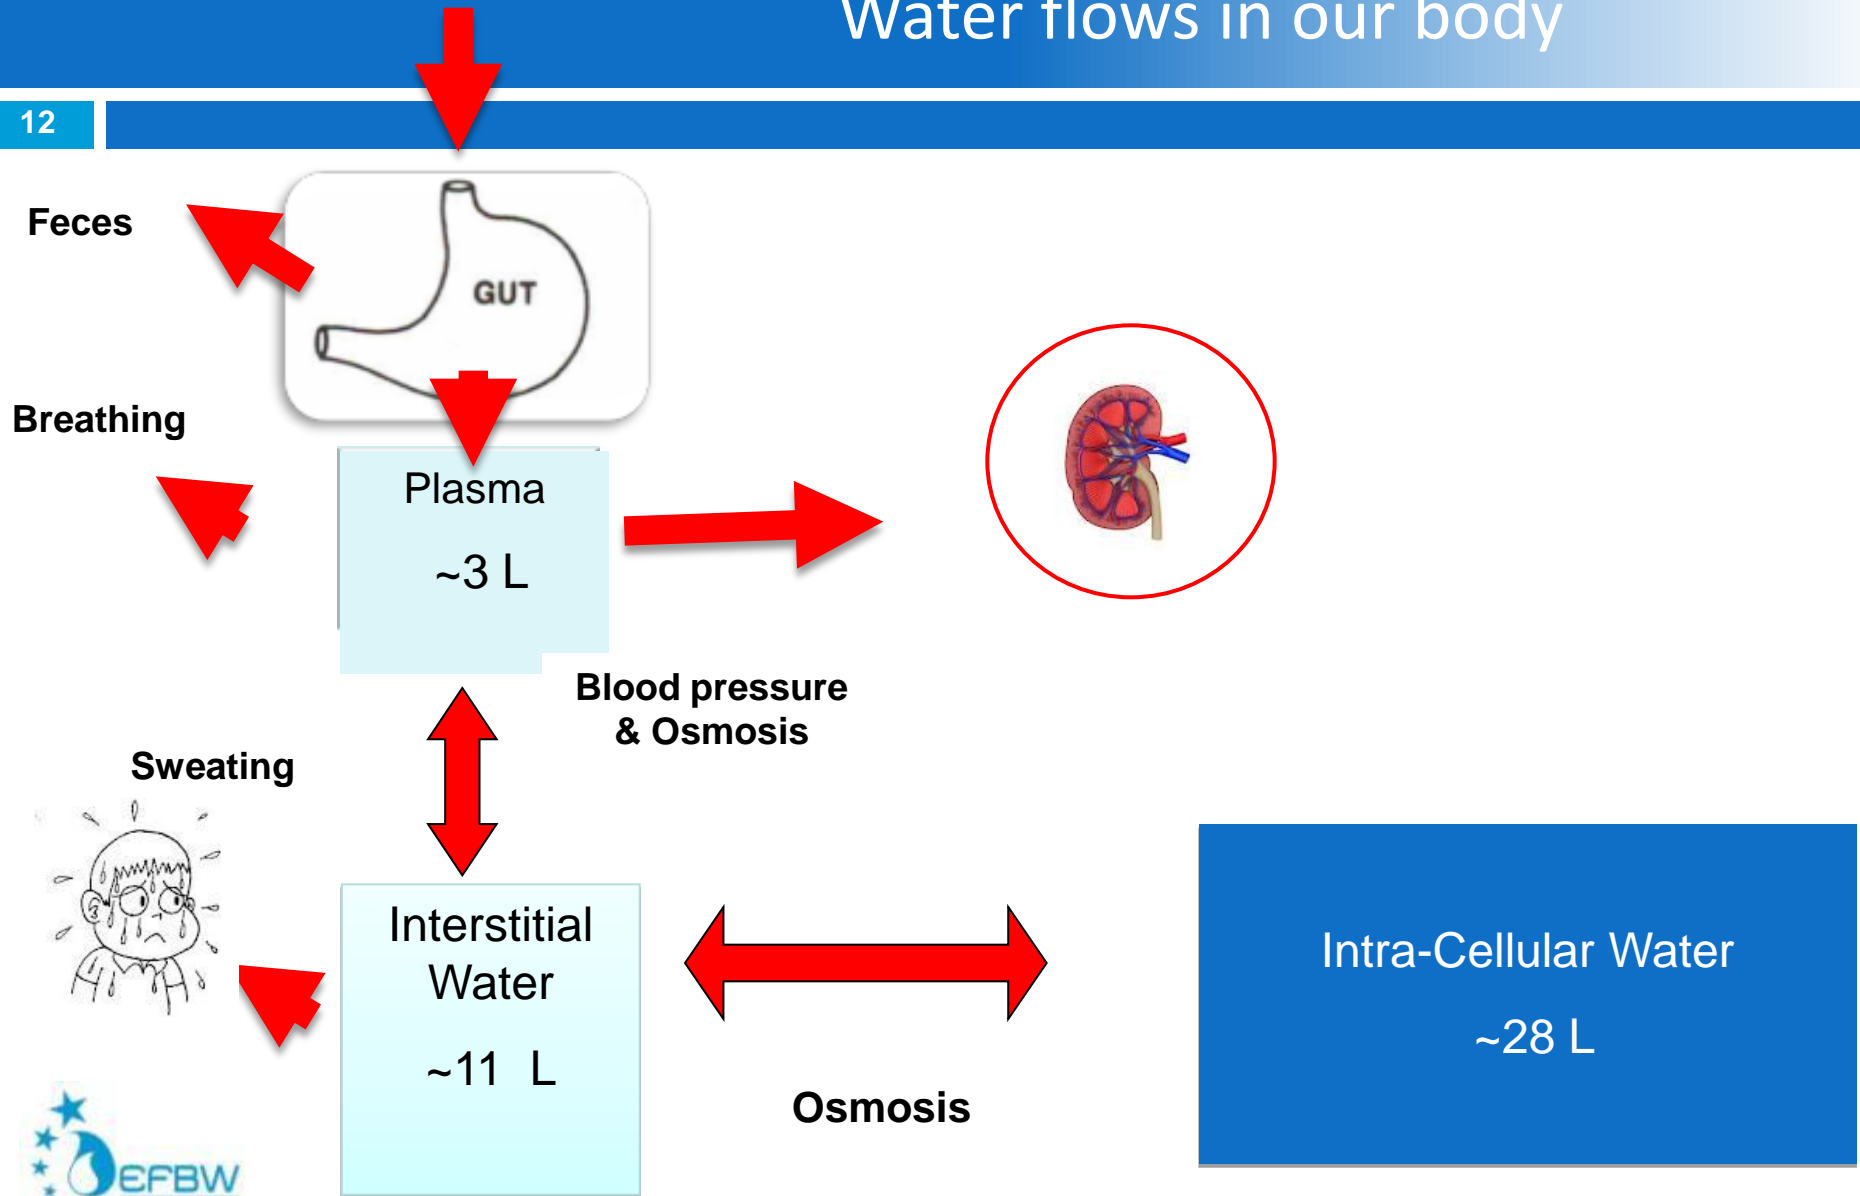 Water flows in our body
12
Feces
GUT
Breathing
Plasma
~3 L
Blood pressure
& Osmosis
Sweating
Interstitial
Water
~11 L
Intra-Cellular Water
~28 L
Osmosis
EFBW